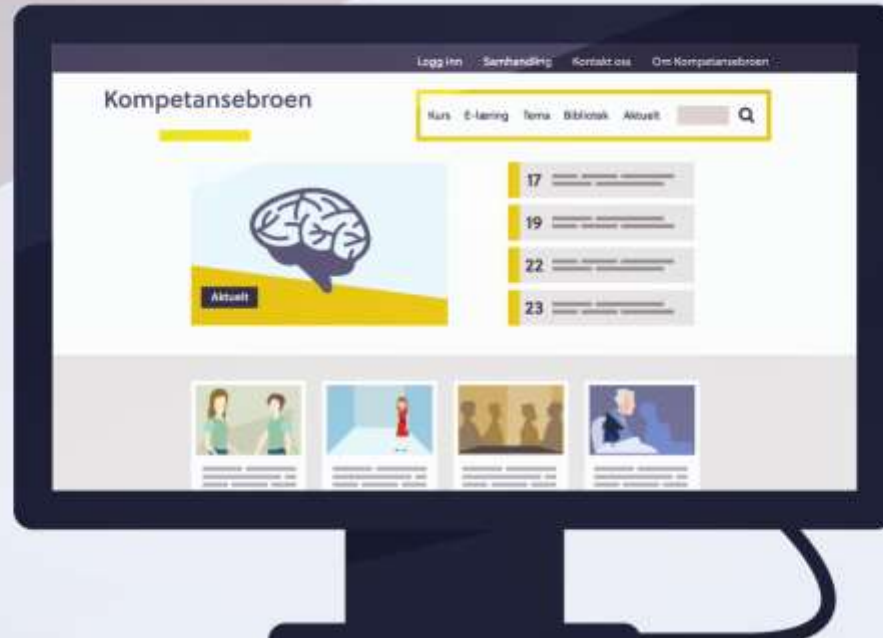 Logg inn Samhandling Kontakt oss Om Kompetansebroen
Kompetansebroen
Kurs E-læring Tema Bibliotek Aktuelt
17
19
22
23
Aktuelt